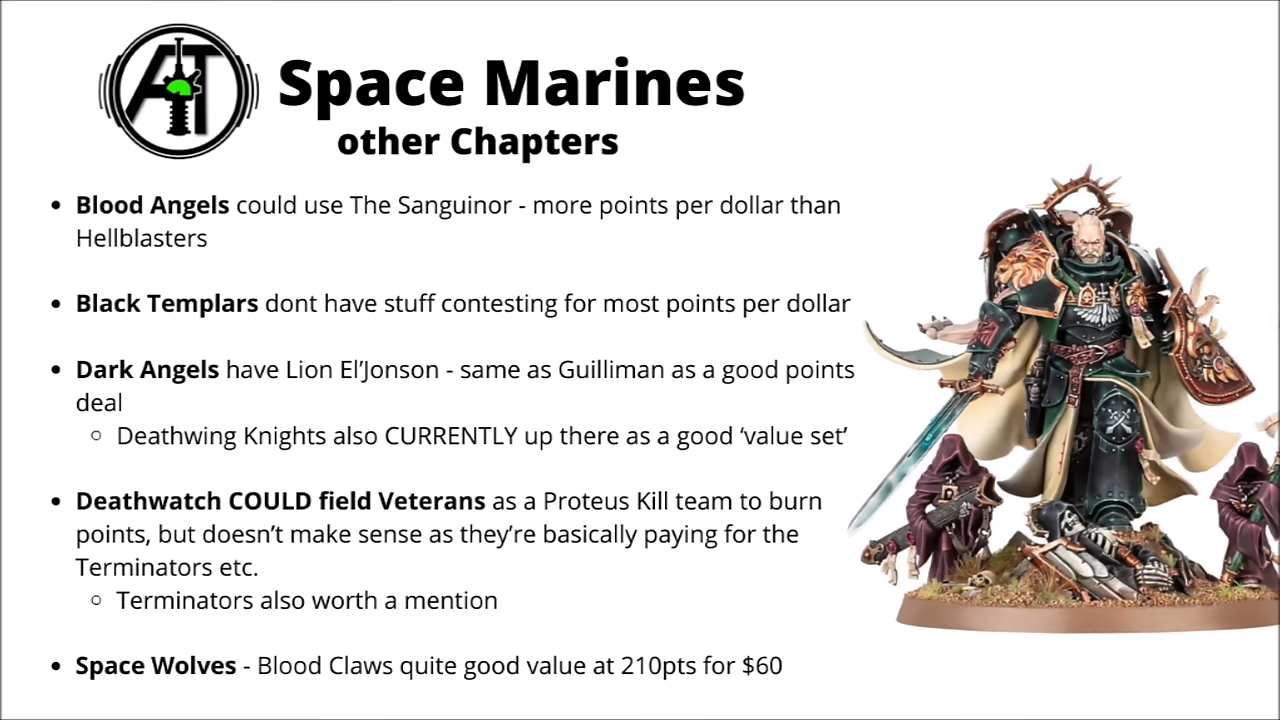 AT
Space Marines
other Chapters
• Blood Angels could use The Sanguinor - more points per dollar than
Hellblasters
• Black Templars dont have stuff contesting for most points per dollar
• Dark Angels have Lion El’Jonson - same as Guilliman as a good points
deal
○ Deathwing Knights also CURRENTLY up there as a good ‘value set’
• Deathwatch COULD field Veterans as a Proteus Kill team to burn
points, but doesn’t make sense as they’re basically paying for the
Terminators etc.
○ Terminators also worth a mention
• Space Wolves - Blood Claws quite good value at 210pts for $60